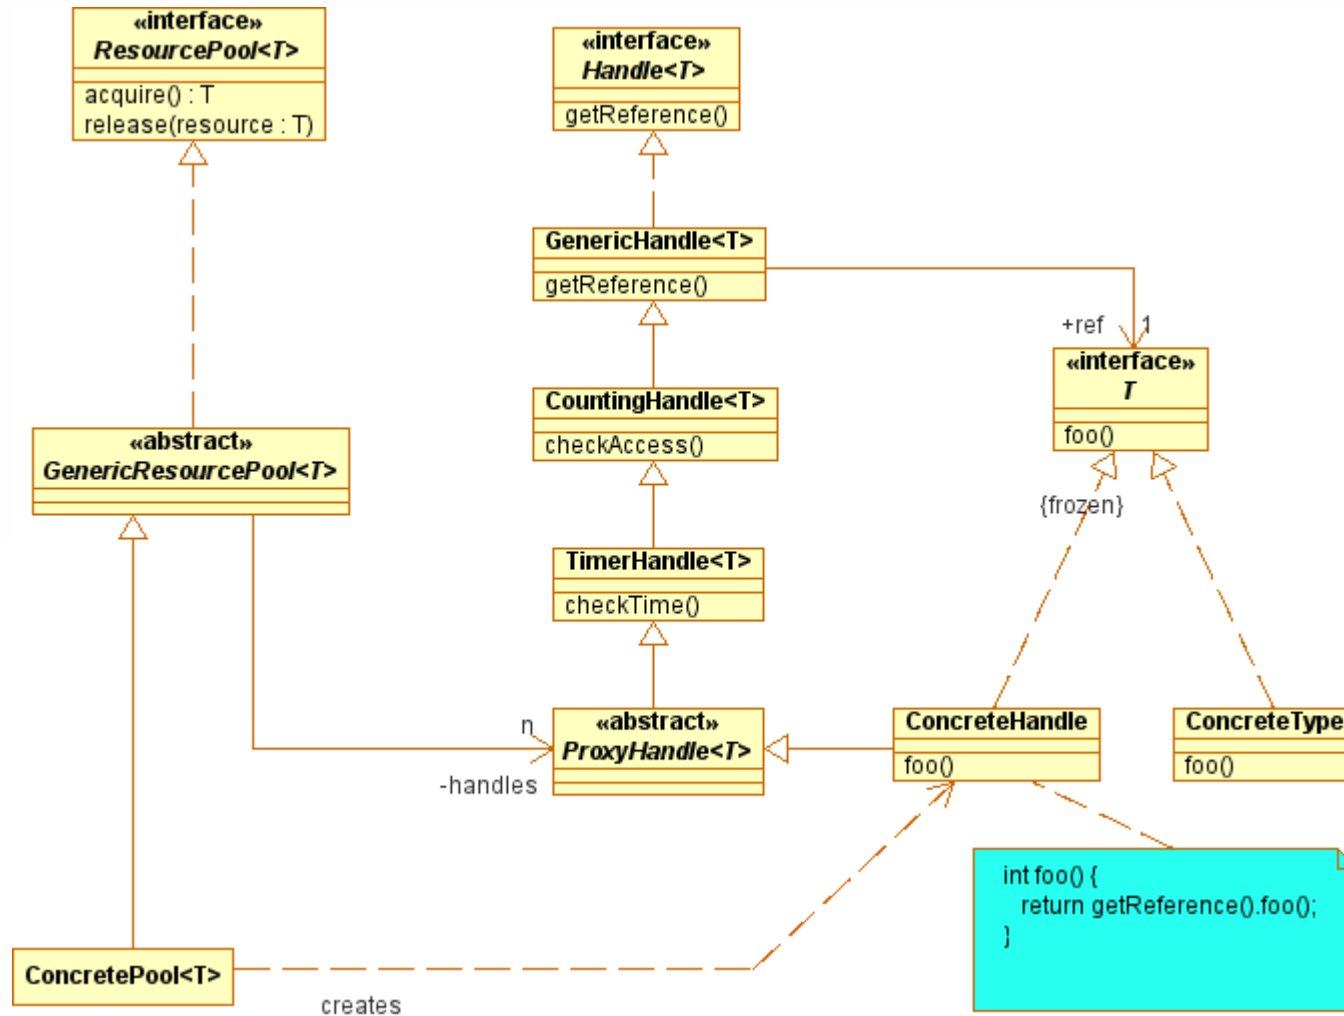 «interface»
ResourcePool<T>
acquire() : T
release(resource : T)
«interface»
Handle<T>
getReference()
GenericHandle<T>
getReference()
+ref
1
«interface»
T
foo()
CountingHandle<T>
checkAccess()
«abstract»
GenericResourcePool<T>
{frozen}
TimerHandle<T>
checkTime()
n
-handles
«abstract»
ProxyHandle<T>
ConcreteHandle
foo()
ConcreteType
foo()
int foo() {
return getReference().foo();
}
ConcretePool<T>
creates